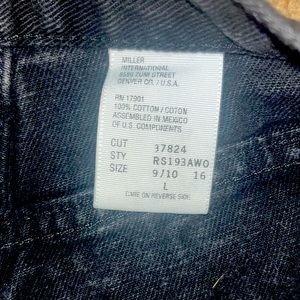 MILLER
INTERNATIONAL
8500 ZUNI STREET
DENVER CO. / U.S.A.
RN 17901
100% COTTON / COTON
ASSEMBLED IN MEXICO
OF U.S. COMPONENTS
CUT 37824
STY RS193AWO
SIZE 9/10 16
L
CARE ON REVERSE SIDE